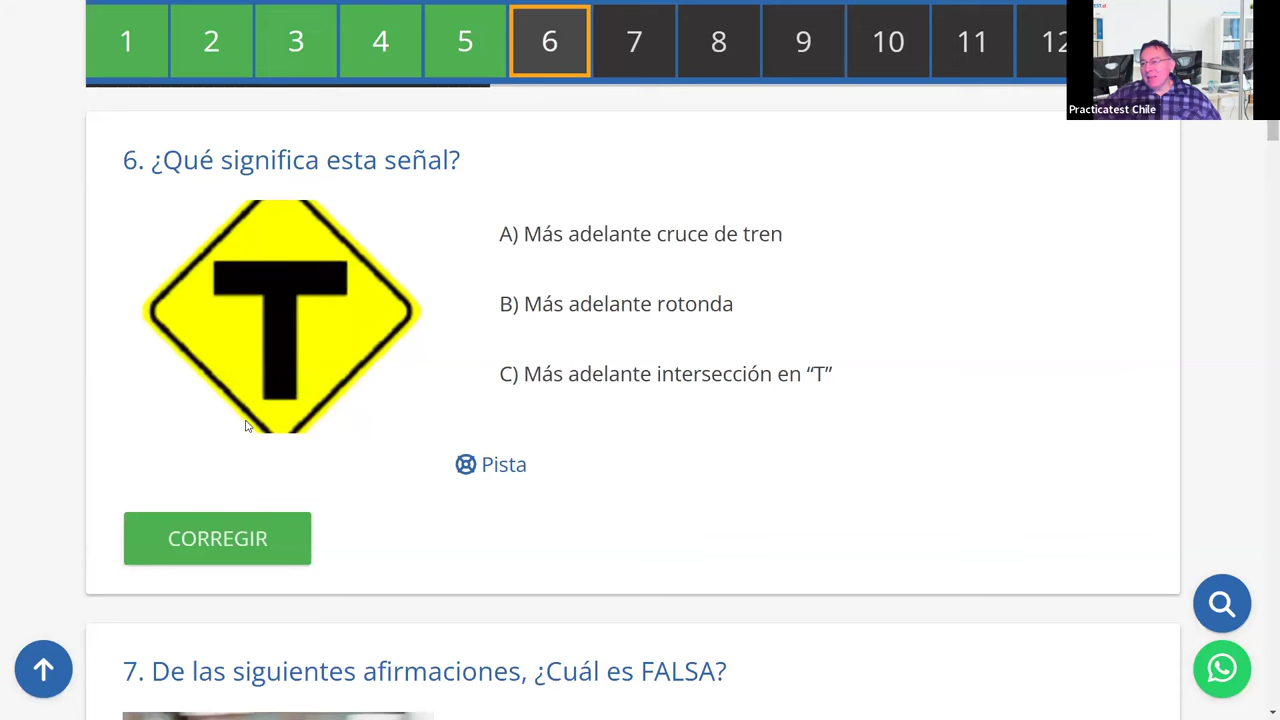 1 2 3 4 5 6 7 8 9 10 11 12
Practicatest Chile
6. ¿Qué significa esta señal?
T
A) Más adelante cruce de tren
B) Más adelante rotonda
C) Más adelante intersección en “T”
Pista
CORREGIR
7. De las siguientes afirmaciones, ¿Cuál es FALSA?